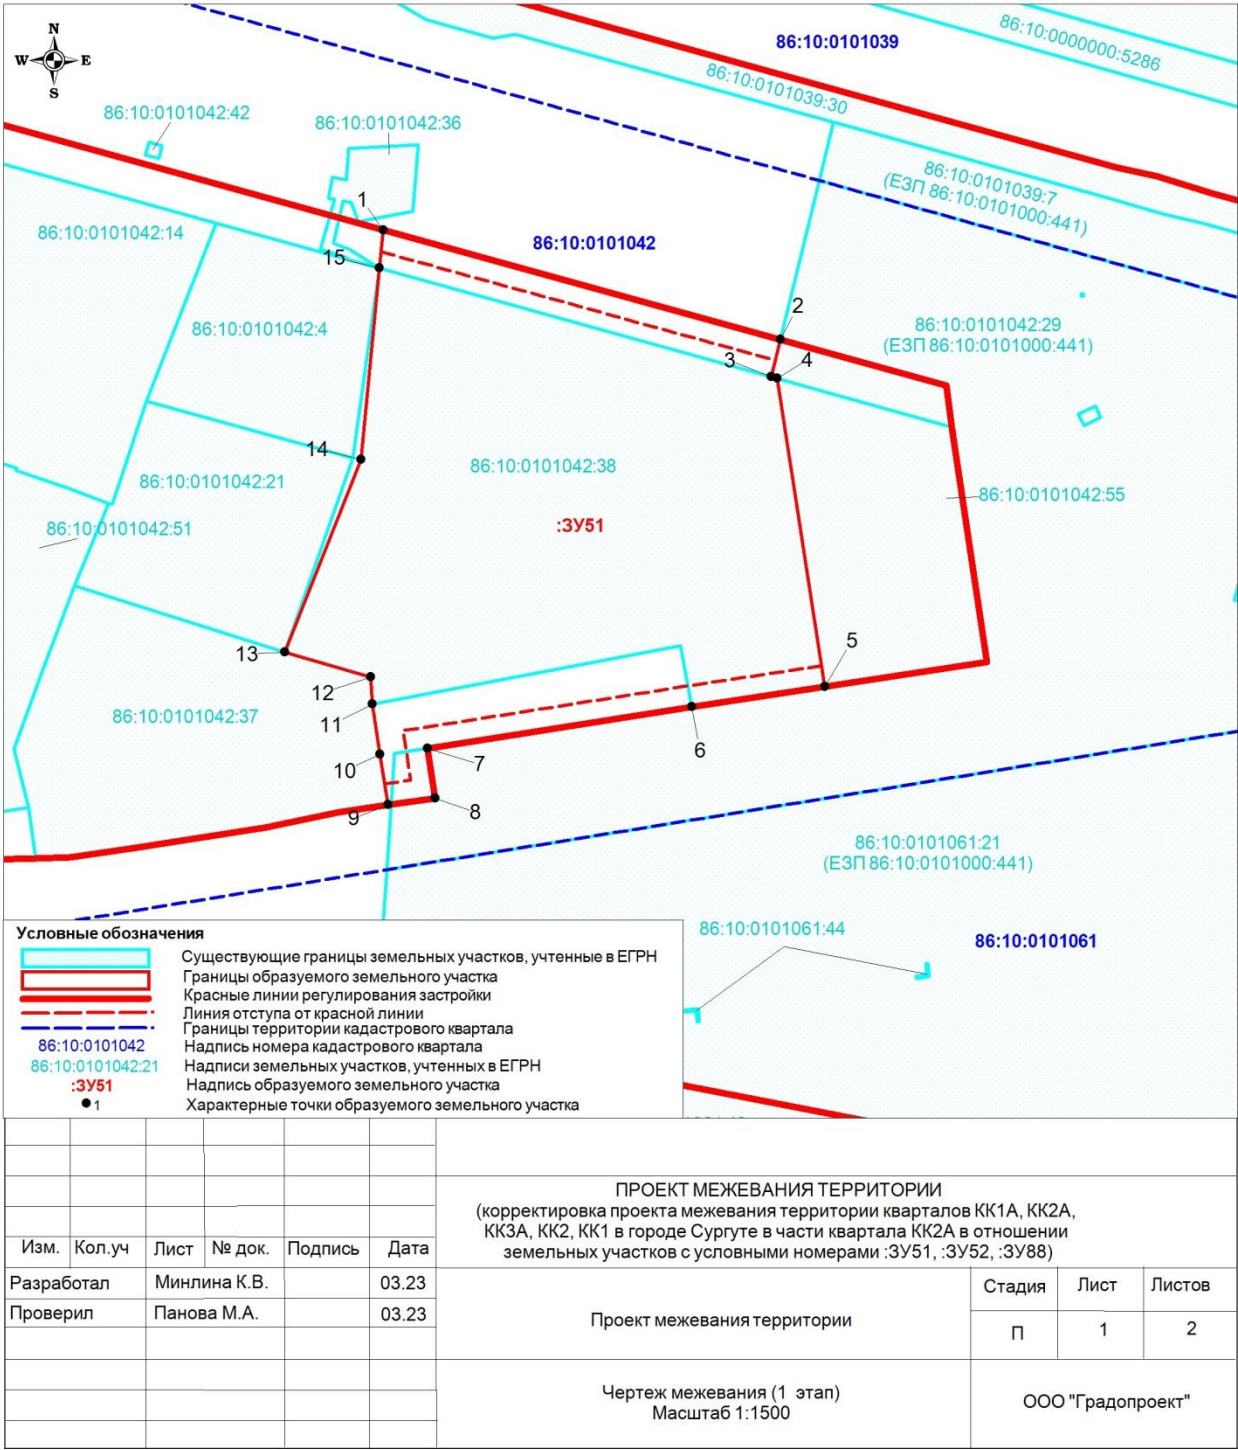 N
W E
S
86:10:0101039
86:10:0000000:5286
86:10:0101039:30
86:10:0101042:42
86:10:0101042:36
86:10:0101039:7
(ЕЗП 86:10:0101000:441)
1
86:10:0101042:14
86:10:0101042
15
86:10:0101042:4
2
86:10:0101042:29
(ЕЗП 86:10:0101000:441)
3
4
14
86:10:0101042:38
86:10:0101042:21
86:10:0101042:55
86:10:0101042:51
:ЗУ51
13
5
12
86:10:0101042:37
11
6
10
7
9
8
86:10:0101061:21
(ЕЗП 86:10:0101000:441)
86:10:0101061:44
86:10:0101061
Условные обозначения
Существующие границы земельных участков, учтенные в ЕГРН
Границы образуемого земельного участка
Красные линии регулирования застройки
Линия отступа от красной линии
Границы территории кадастрового квартала
86:10:0101042 Надпись номера кадастрового квартала
86:10:0101042:21 Надписи земельных участков, учтенных в ЕГРН
:ЗУ51 Надпись образуемого земельного участка
1 Характерные точки образуемого земельного участка
ПРОЕКТ МЕЖЕВАНИЯ ТЕРРИТОРИИ
(корректировка проекта межевания территории кварталов КК1А, КК2А,
КК3А, КК2, КК1 в городе Сургуте в части квартала КК2А в отношении
земельных участков с условными номерами :ЗУ51, :ЗУ52, :ЗУ88)
Изм. Кол.уч Лист № док. Подпись Дата
Разработал Минлина К.В. 03.23
Проверил Панова М.А. 03.23
Проект межевания территории
Стадия Лист Листов
П 1 2
Чертеж межевания (1 этап)
Масштаб 1:1500
ООО "Градопроект"